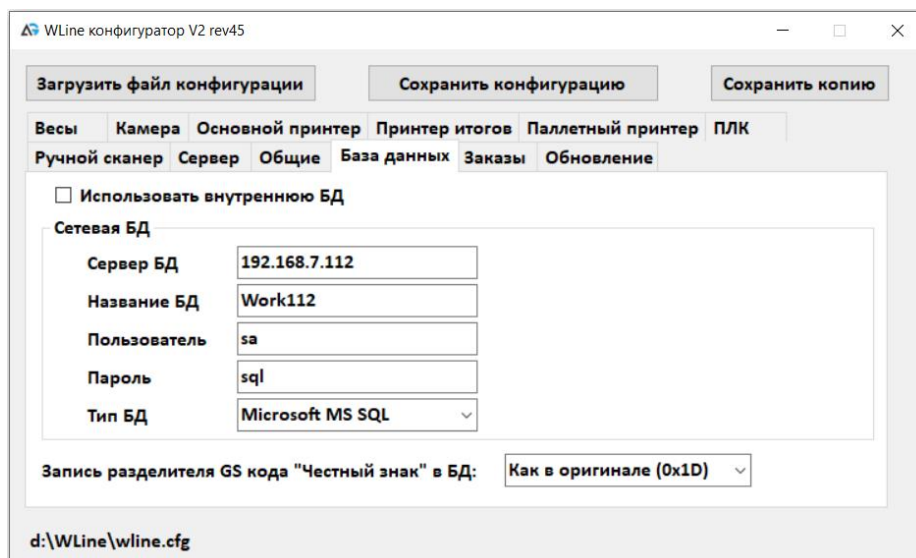 WLine конфигуратор V2 rev45
Загрузить файл конфигурации Сохранить конфигурацию Сохранить копию
Весы Камера Основной принтер Принтер итогов Паллетный принтер ПЛК
Ручной сканер Сервер Общие База данных Заказы Обновление
Использовать внутреннюю БД
Сетевая БД
Сервер БД 192.168.7.112
Название БД Work112
Пользователь sa
Пароль sql
Тип БД Microsoft MS SQL
Запись разделителя GS кода "Честный знак" в БД: Как в оригинале (0x1D)
d:\WLine\wline.cfg